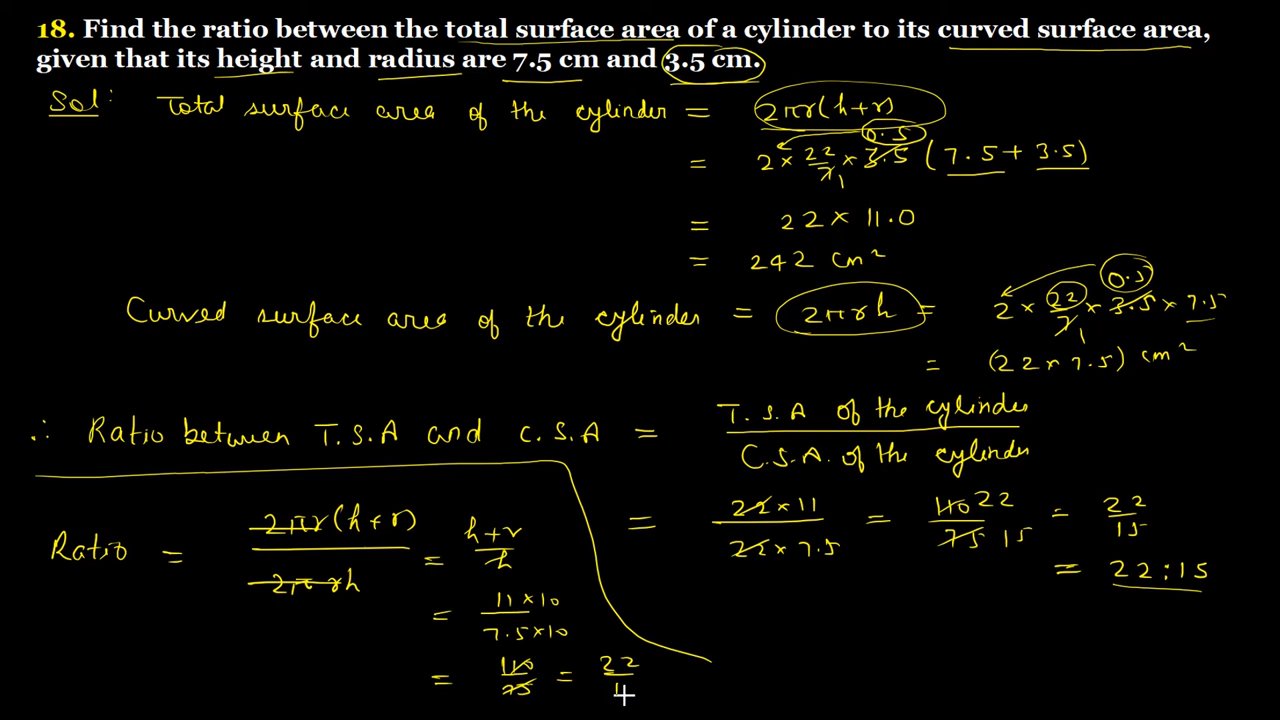 18. Find the ratio between the total surface area of a cylinder to its curved surface area,
given that its height and radius are 7.5 cm and 3.5 cm.
Sol: Total surface area of the cylinder = 2πr(h+r)
0.5
= 2 × 22/7 1 × 3.5 (7.5 + 3.5)
= 22 × 11.0
= 242 cm²
0.5
Curved surface area of the cylinder = 2πrh = 2 × 22/7 1 × 3.5 × 7.5
= (22 × 7.5) cm²
∴ Ratio between T.S.A and C.S.A = T.S.A of the cylinder / C.S.A. of the cylinder
= 22×11 / 22×7.5 = 110 22 / 75 15 = 22/15
= 22:15
Ratio = 2πr(h+r) / 2πrh = h+r / h
= 11×10 / 7.5×10
= 110/75 = 22/1